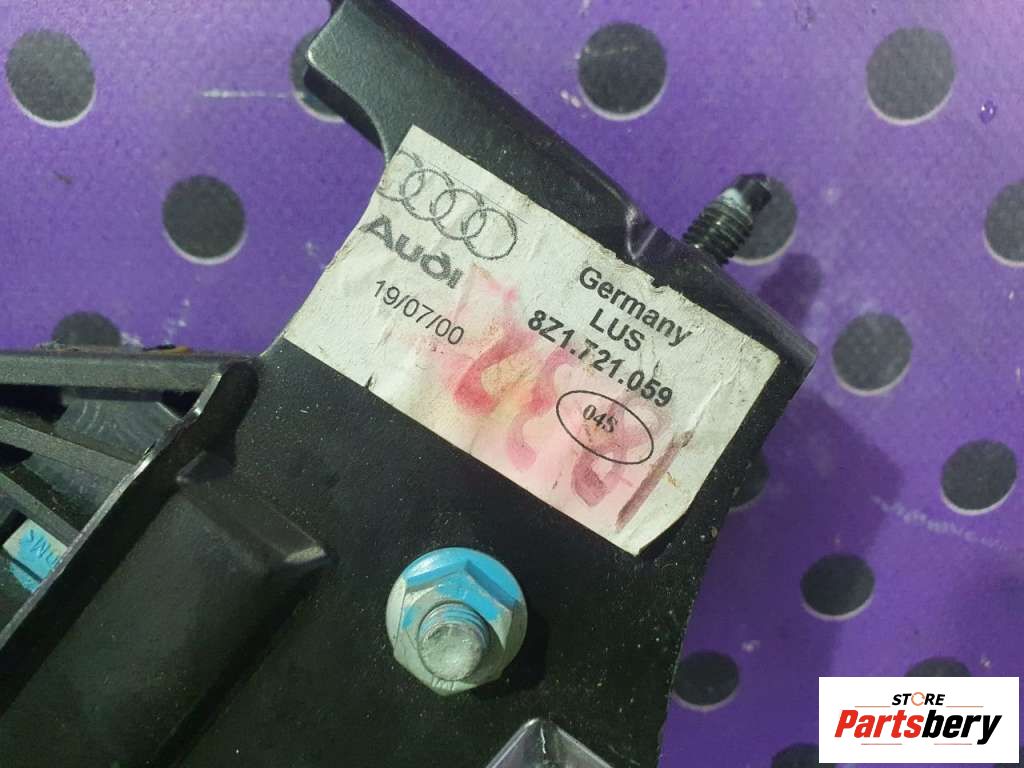 Audi
19/07/00
Germany
LUS
8Z1.721.059
04S
STORE
Partsbery